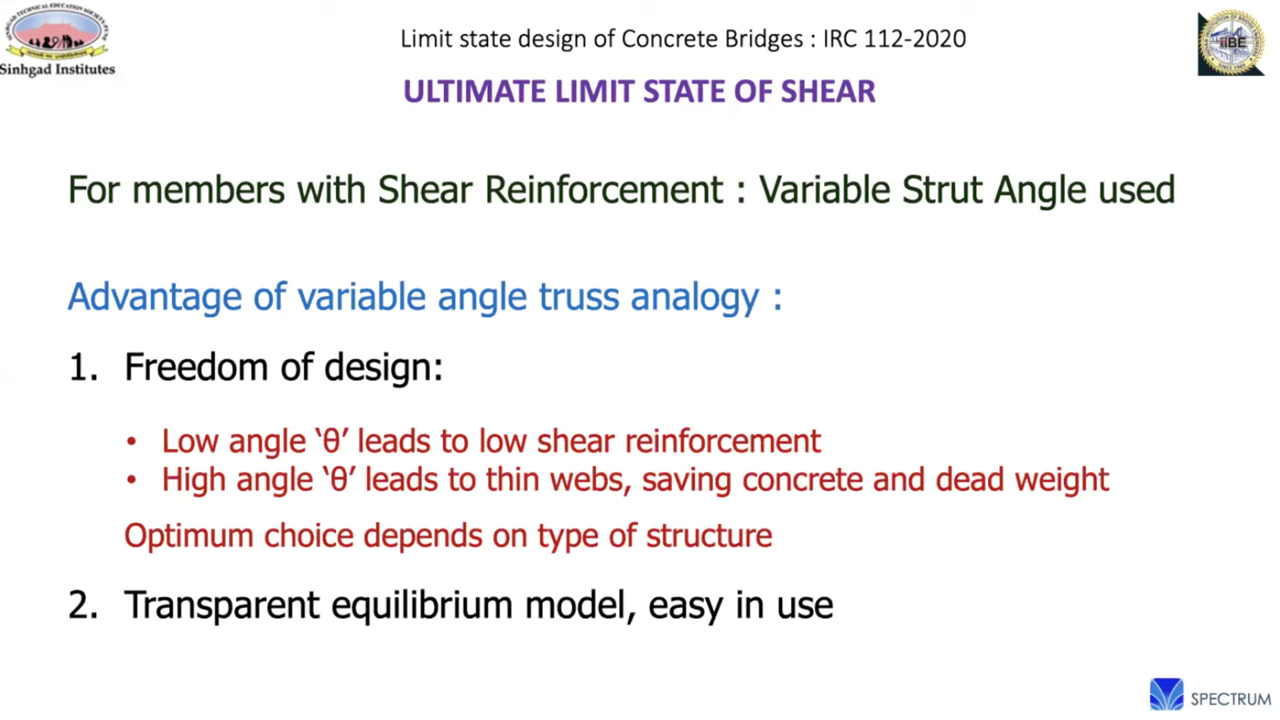 Limit state design of Concrete Bridges : IRC 112-2020
Sinhgad Institutes
iiBE
ULTIMATE LIMIT STATE OF SHEAR
For members with Shear Reinforcement : Variable Strut Angle used
Advantage of variable angle truss analogy :
1. Freedom of design:
• Low angle ‘θ’ leads to low shear reinforcement
• High angle ‘θ’ leads to thin webs, saving concrete and dead weight
Optimum choice depends on type of structure
2. Transparent equilibrium model, easy in use
SPECTRUM